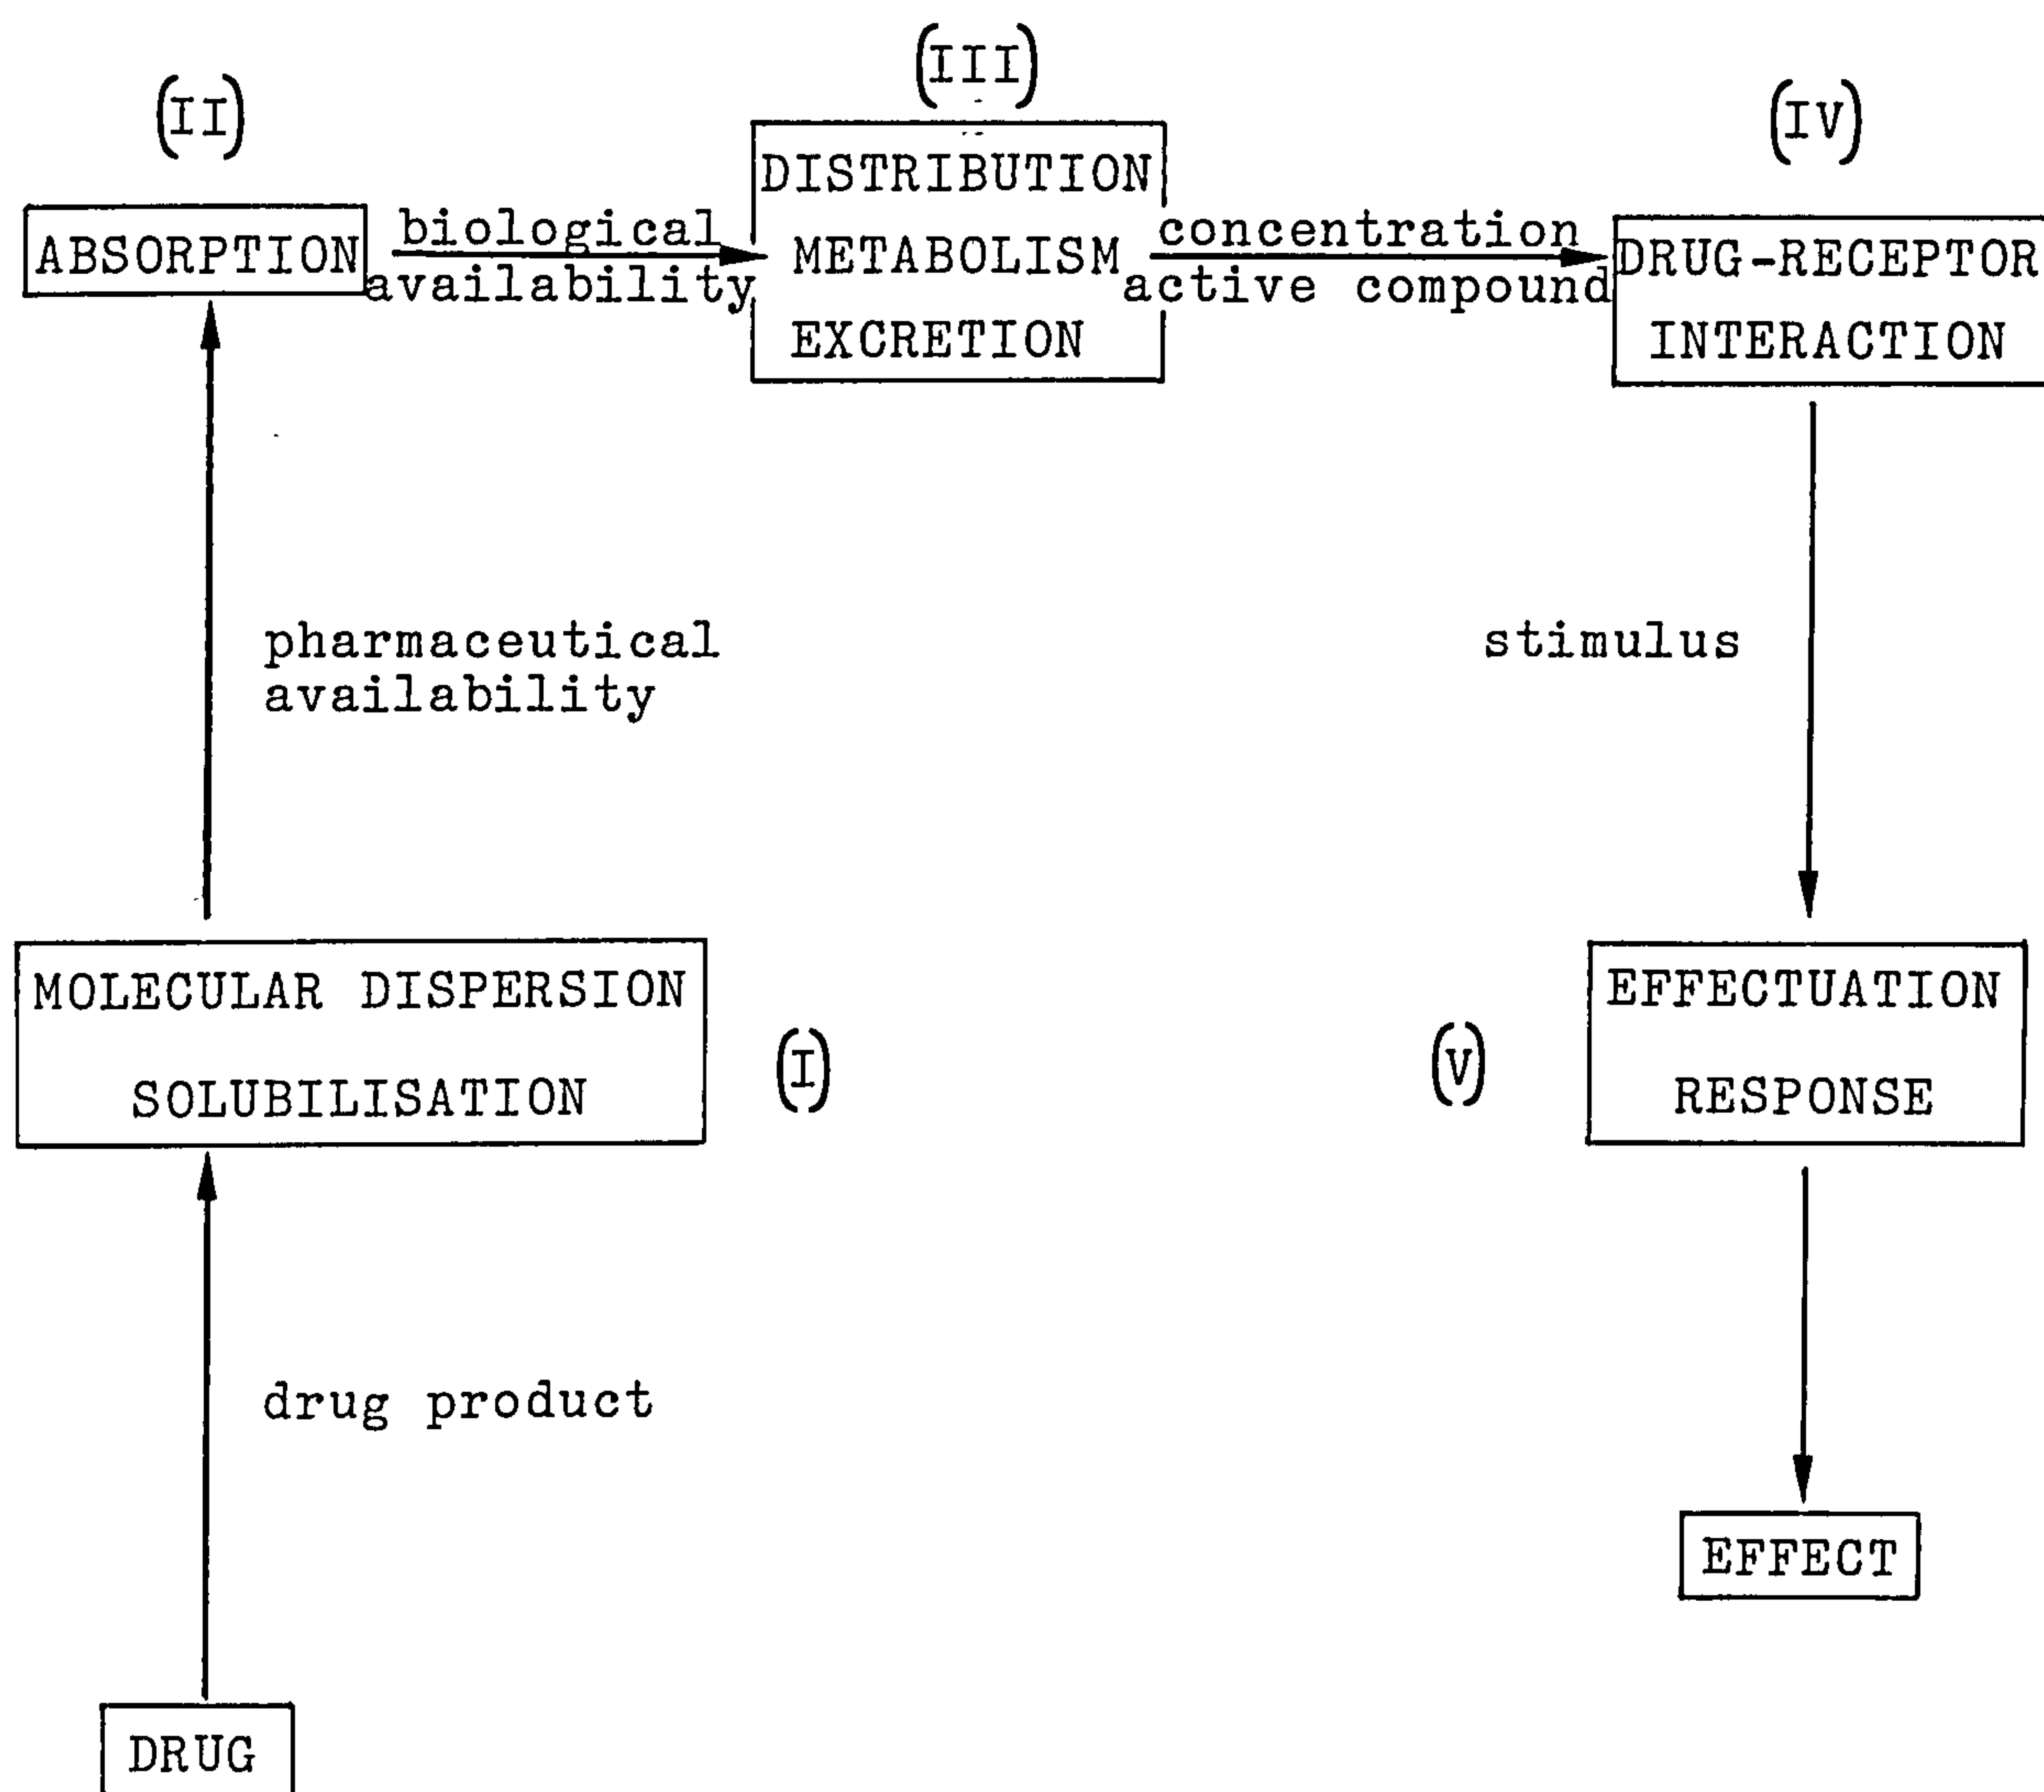 (III)
(II)
(IV)
DISTRIBUTION
METABOLISM
EXCRETION
ABSORPTION
biological
availability
concentration
active compound
DRUG-RECEPTOR
INTERACTION
pharmaceutical
availability
stimulus
MOLECULAR DISPERSION
SOLUBILISATION
(I)
(V)
EFFECTUATION
RESPONSE
drug product
EFFECT
DRUG